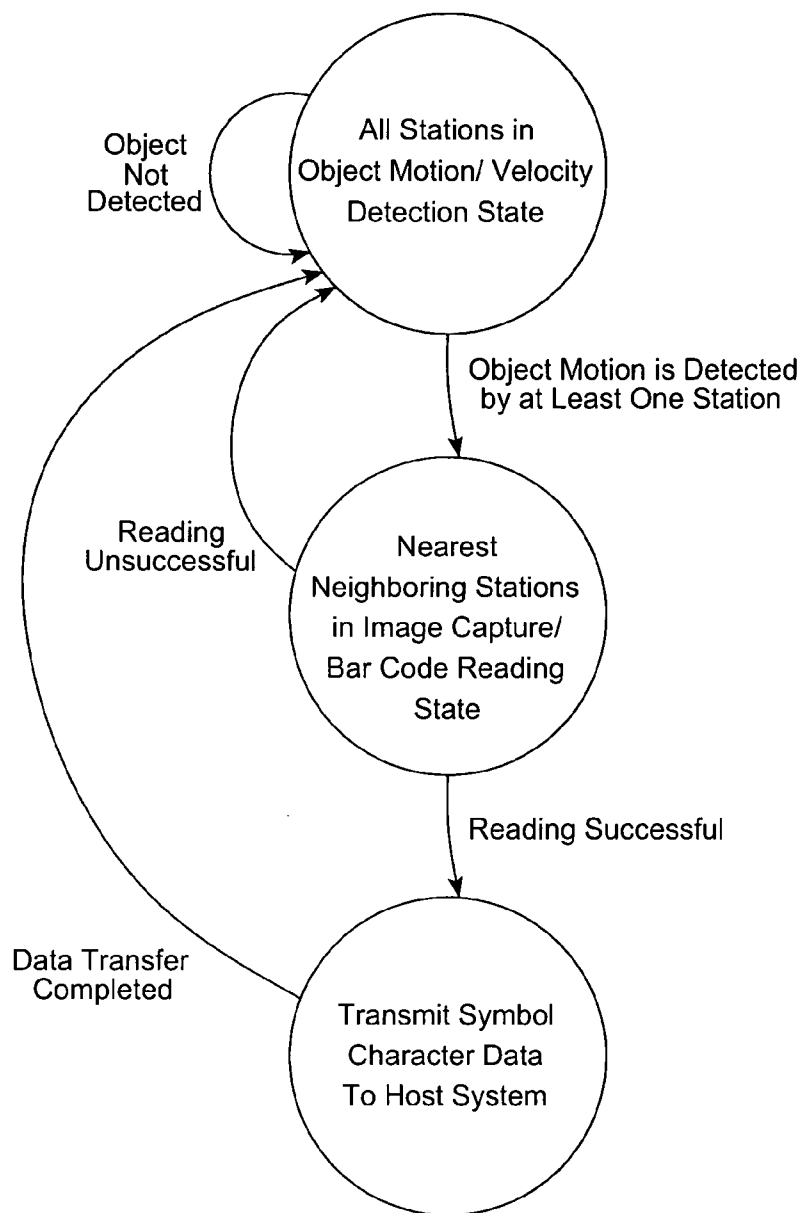 All Stations in
Object Motion/ Velocity
Detection State
Object
Not
Detected
Object Motion is Detected
by at Least One Station
Reading
Unsuccessful
Nearest
Neighboring Stations
in Image Capture/
Bar Code Reading
State
Reading Successful
Data Transfer
Completed
Transmit Symbol
Character Data
To Host System